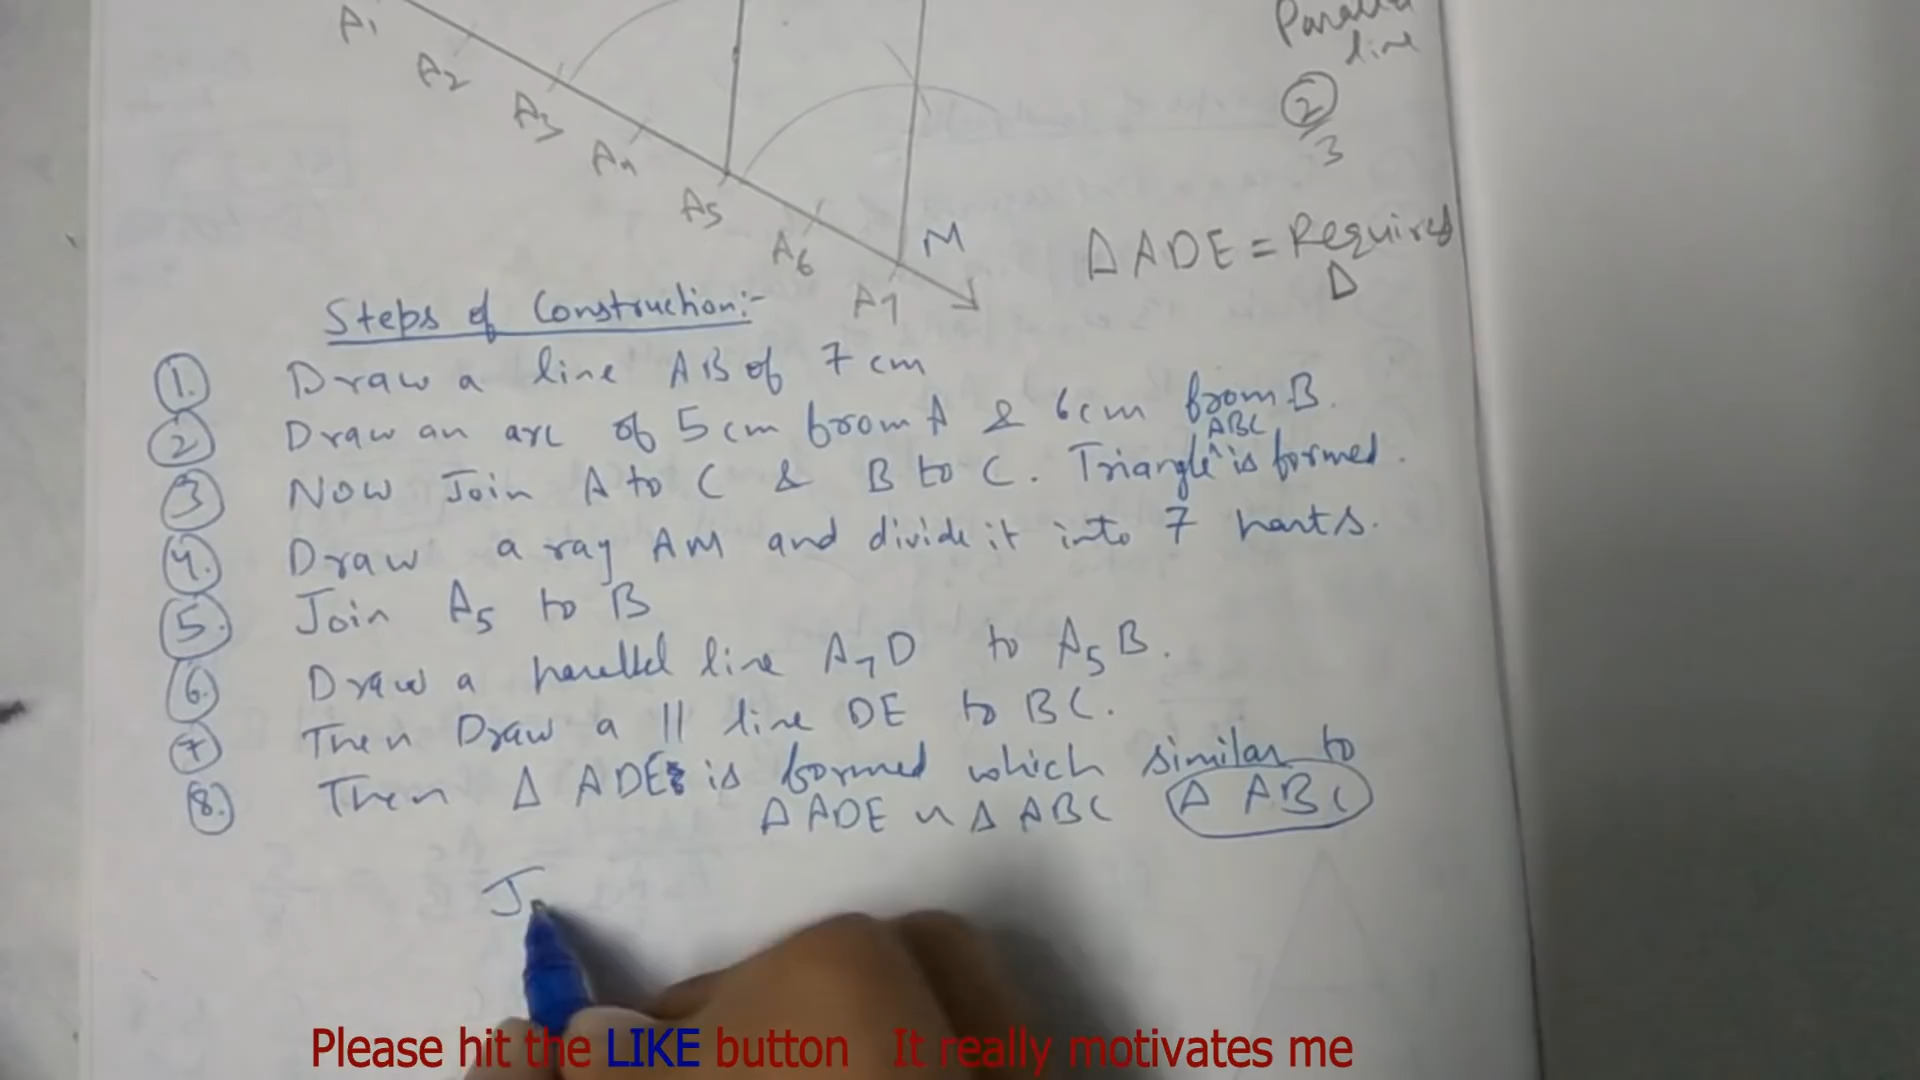 A1
A2
A3
A4
A5
A6
A7
M
Parallel
line
2
3
Δ ADE = Required
Δ
Steps of Construction:-
1. Draw a line AB of 7 cm
2 Draw an arc of 5 cm from A & 6 cm from B.
3 Now Join A to C & B to C. Triangle ABC is formed.
4. Draw a ray AM and divide it into 7 parts.
5. Join A5 to B
6. Draw a parellel line A7D to A5B.
7 Then Draw a || line DE to BC.
8. Then Δ ADE is formed which similar to
Δ ADE ~ Δ ABC Δ ABC
J
Please hit the LIKE button It really motivates me